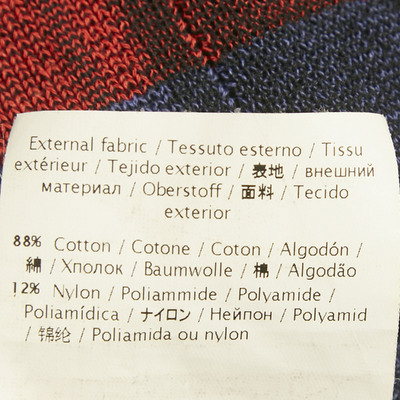 External fabric / Tessuto esterno / Tissu
extérieur / Tejido exterior / 表地 / внешний
материал / Oberstoff / 面料 / Tecido
exterior
88% Cotton / Cotone / Coton / Algodón /
綿 / Хполок / Baumwolle / 棉 / Algodão
12% Nylon / Poliammide / Polyamide /
Poliamídica / ナイロン / Нейпон / Polyamid
/ 锦纶 / Poliamida ou nylon